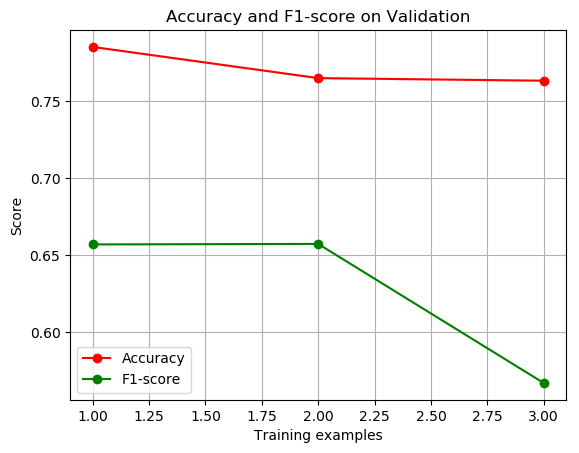 Accuracy and F1-score on Validation
Score
0.75
0.70
0.65
0.60
Accuracy
F1-score
1.00 1.25 1.50 1.75 2.00 2.25 2.50 2.75 3.00
Training examples